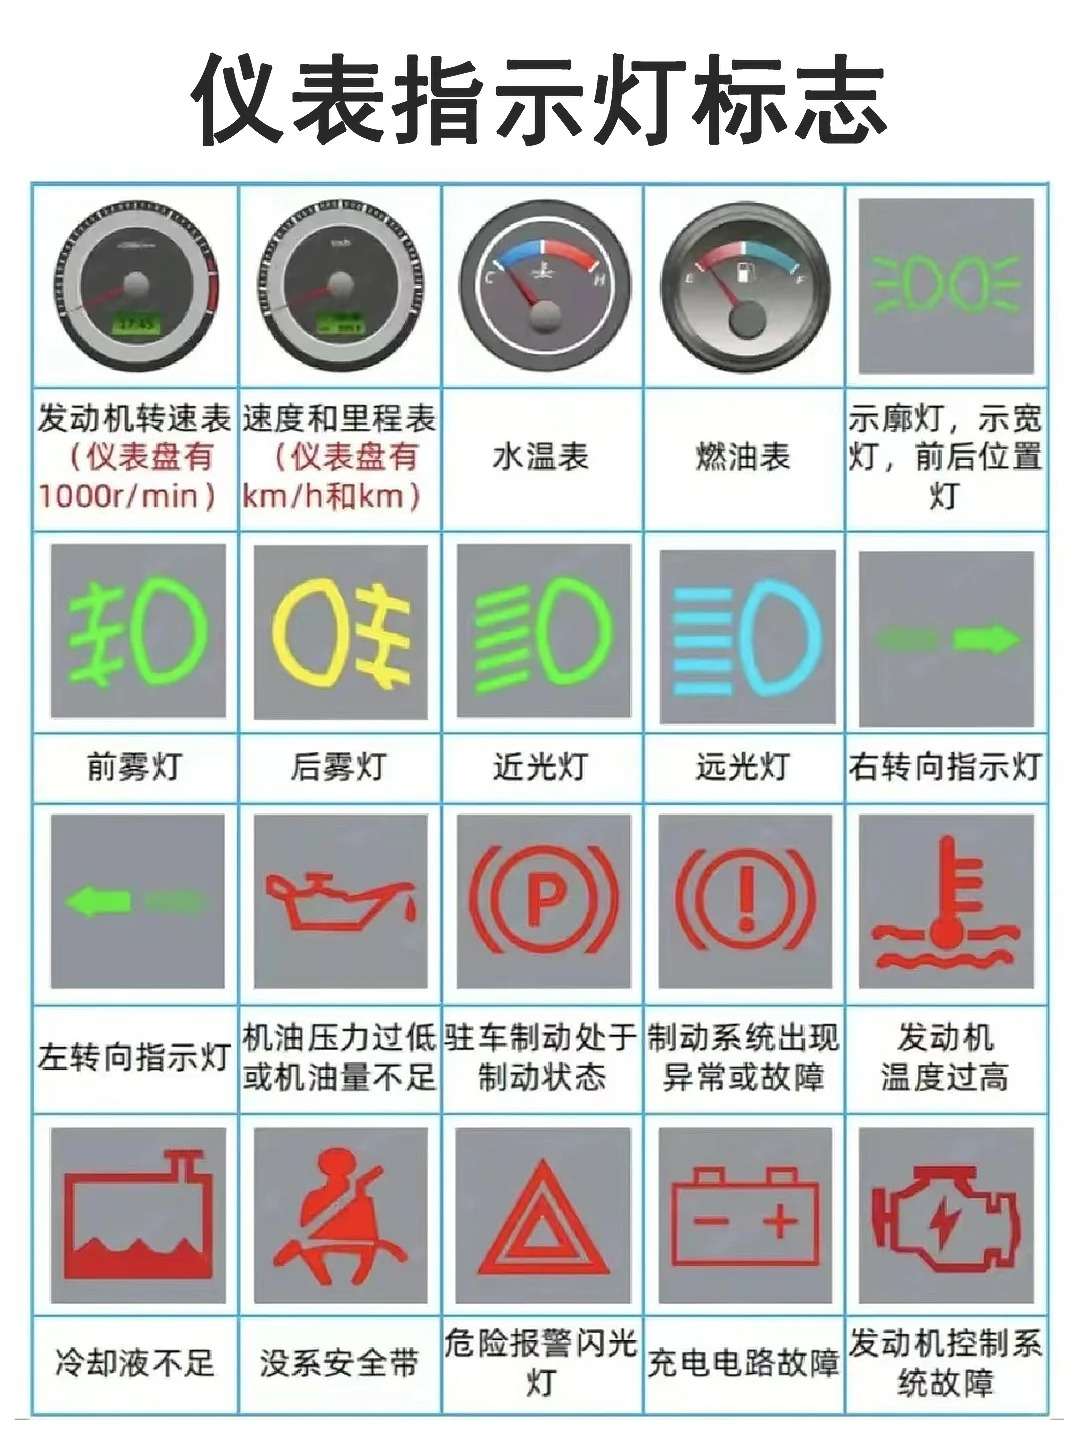 仪表指示灯标志
17:45
km/h
C
H
E
F
发动机转速表
（仪表盘有
1000r/min）
速度和里程表
（仪表盘有
km/h和km）
水温表
燃油表
示廓灯，示宽
灯，前后位置
灯
前雾灯
后雾灯
近光灯
远光灯
右转向指示灯
P
!
左转向指示灯
机油压力过低
或机油量不足
驻车制动处于
制动状态
制动系统出现
异常或故障
发动机
温度过高
冷却液不足
没系安全带
危险报警闪光
灯
充电电路故障
发动机控制系
统故障